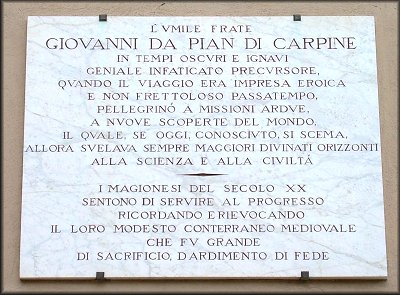 L'VMILE FRATE
GIOVANNI DA PIAN DI CARPINE
IN TEMPI OSCVRI E IGNAVI
GENIALE INFATICATO PRECVRSORE,
QVANDO IL VIAGGIO ERA IMPRESA EROICA
E NON FRETTOLOSO PASSATEMPO,
PELLEGRINÒ A MISSIONI ARDVE,
A NVOVE SCOPERTE DEL MONDO,
IL QVALE, SE OGGI, CONOSCIVTO, SI SCEMA,
ALLORA SVELAVA SEMPRE MAGGIORI DIVINATI ORIZZONTI
ALLA SCIENZA E ALLA CIVILTÁ
I MAGIONESI DEL SECOLO XX
SENTONO DI SERVIRE AL PROGRESSO
RICORDANDO E RIEVOCANDO
IL LORO MODESTO CONTERRANEO MEDIOVALE
CHE FV GRANDE
DI SACRIFICIO, D'ARDIMENTO DI FEDE